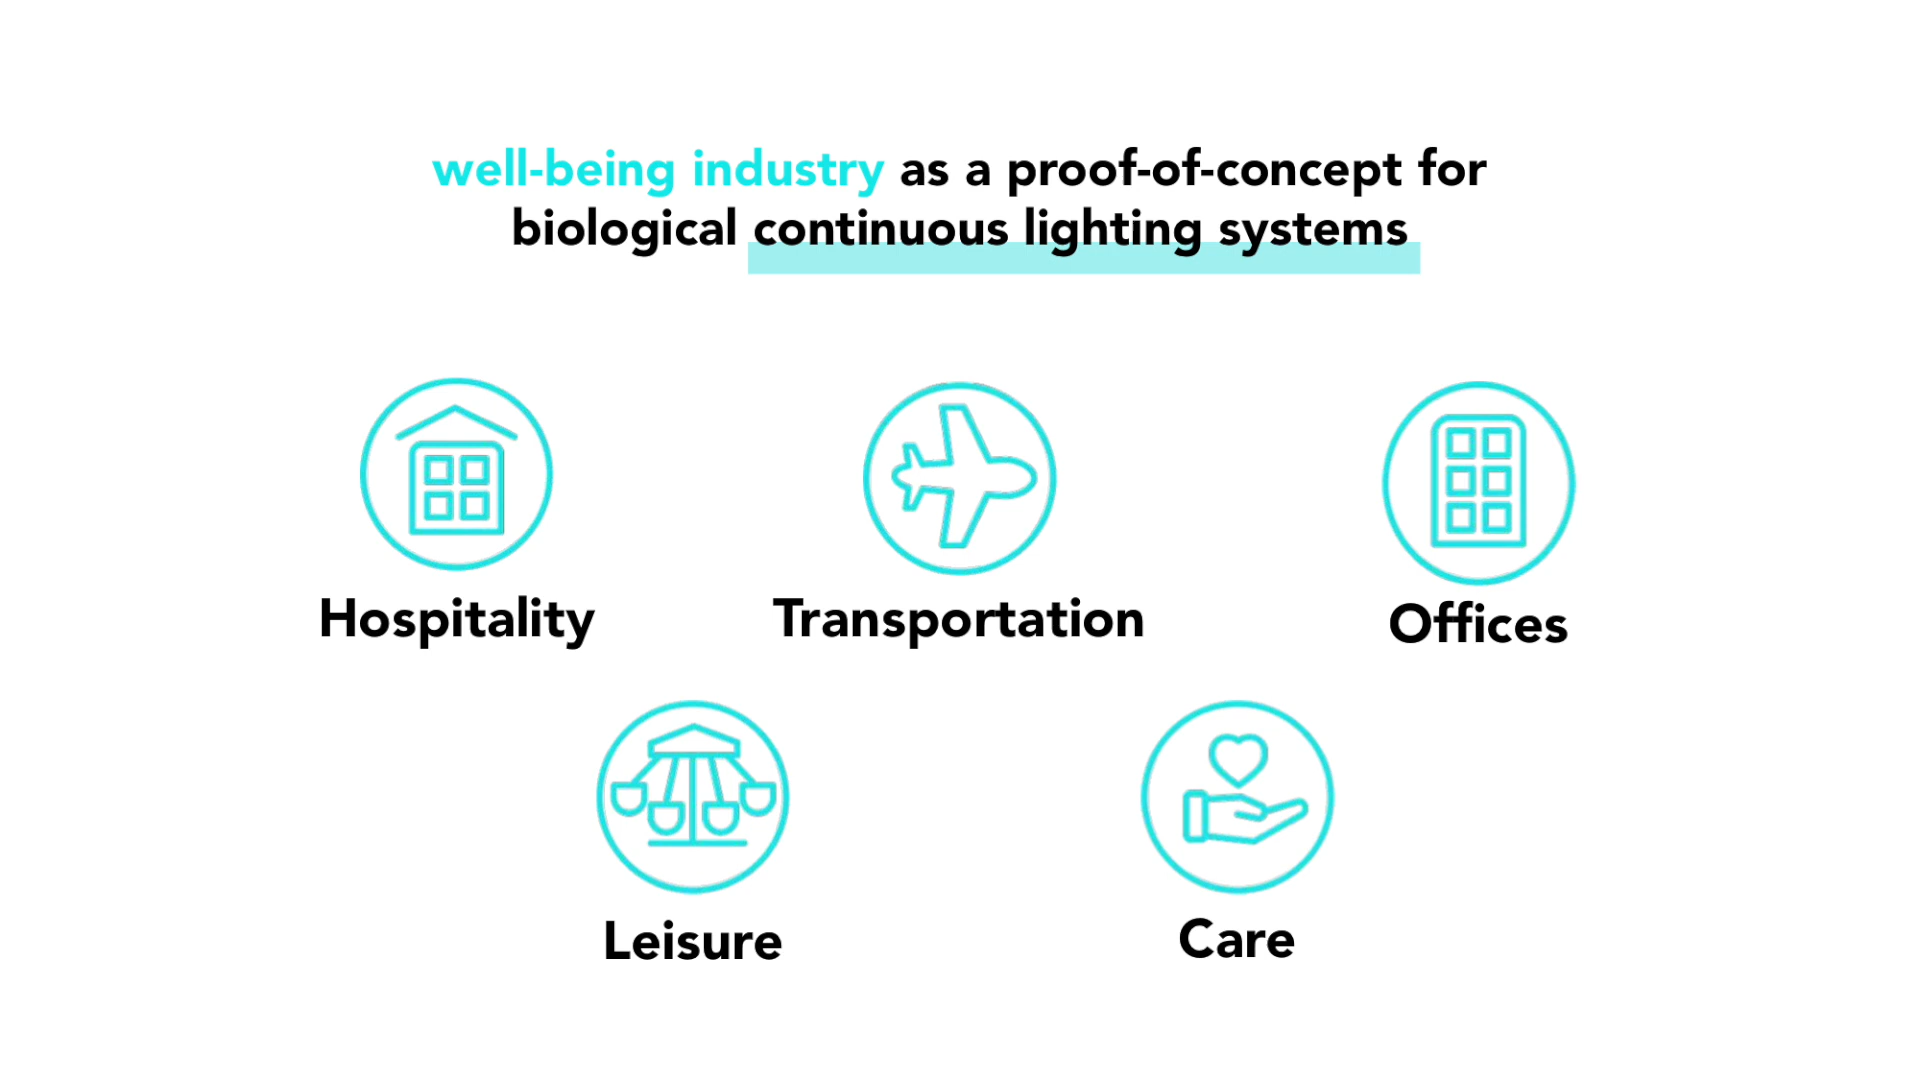 well-being industry as a proof-of-concept for
biological continuous lighting systems
Hospitality
Transportation
Offices
Leisure
Care